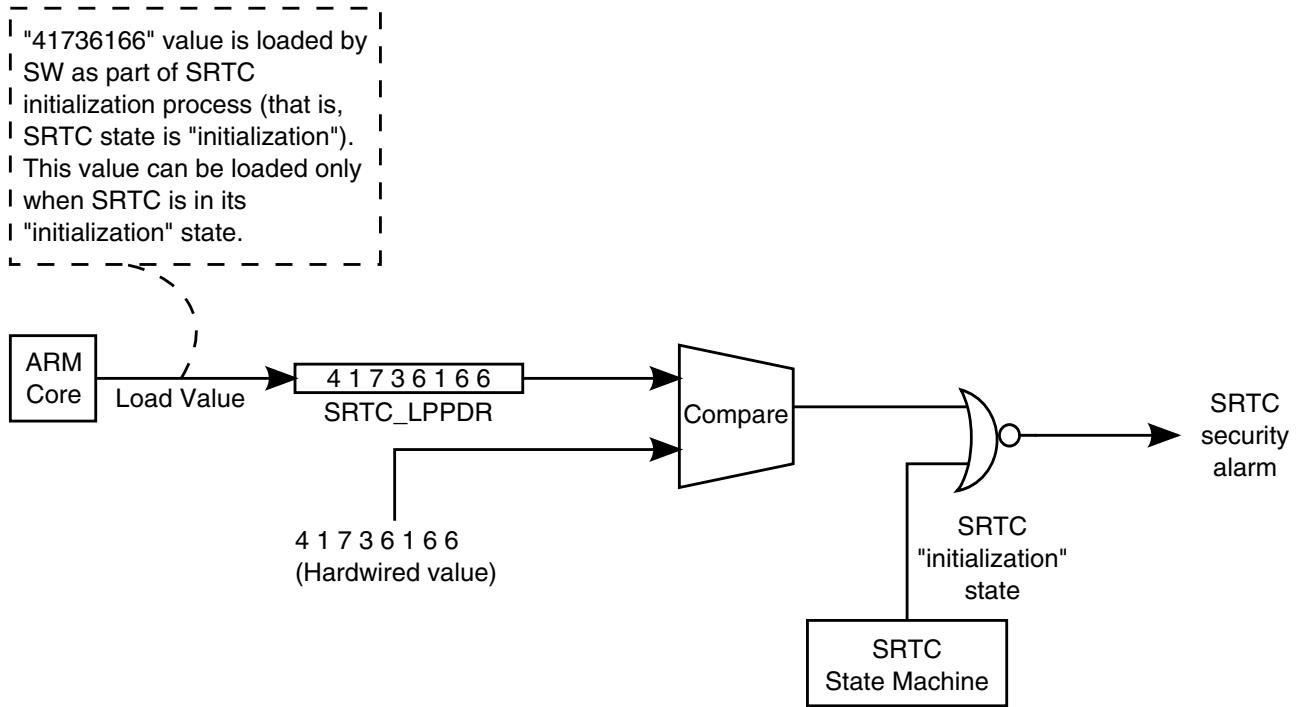 "41736166" value is loaded by
SW as part of SRTC
initialization process (that is,
SRTC state is "initialization").
This value can be loaded only
when SRTC is in its
"initialization" state.
ARM
Core
Load Value
4 1 7 3 6 1 6 6
SRTC_LPPDR
4 1 7 3 6 1 6 6
(Hardwired value)
Compare
SRTC
security
alarm
SRTC
"initialization"
state
SRTC
State Machine